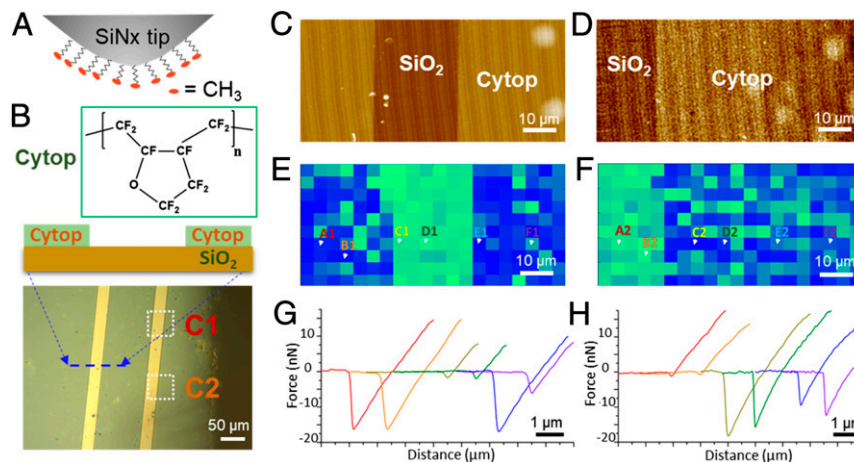 A
SiNx tip
= CH3
B
Cytop
CF2
CF2
CF
CF
n
O
CF2
CF2
CF2
Cytop
Cytop
SiO2
C1
C2
50 µm
C
SiO2
Cytop
10 µm
D
SiO2
Cytop
10 µm
E
A1
B1
C1
D1
E1
F1
10 µm
F
A2
B2
C2
D2
E2
10 µm
G
Force (nN)
10
0
-10
-20
1 µm
Distance (µm)
H
Force (nN)
10
0
-10
-20
1 µm
Distance (µm)